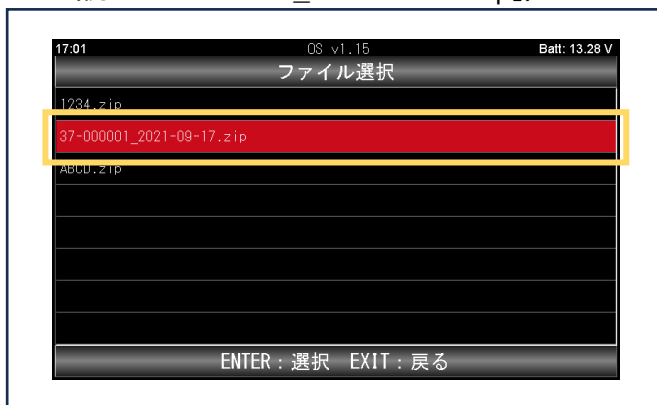 17:01 OS v1.15 Batt: 13.28 V
ファイル選択
1234.zip
37-000001_2021-09-17.zip
ABCD.zip
ENTER：選択 EXIT：戻る